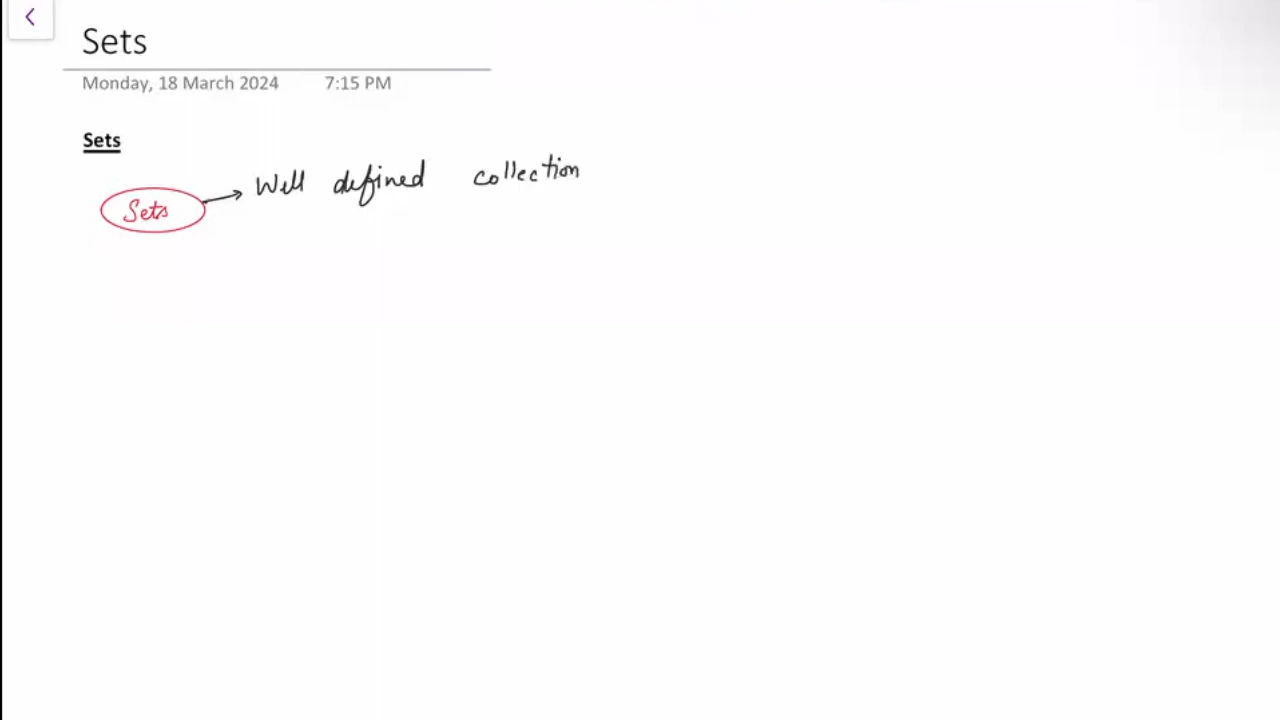 Sets
Monday, 18 March 2024 7:15 PM
Sets
Sets → Well defined collection